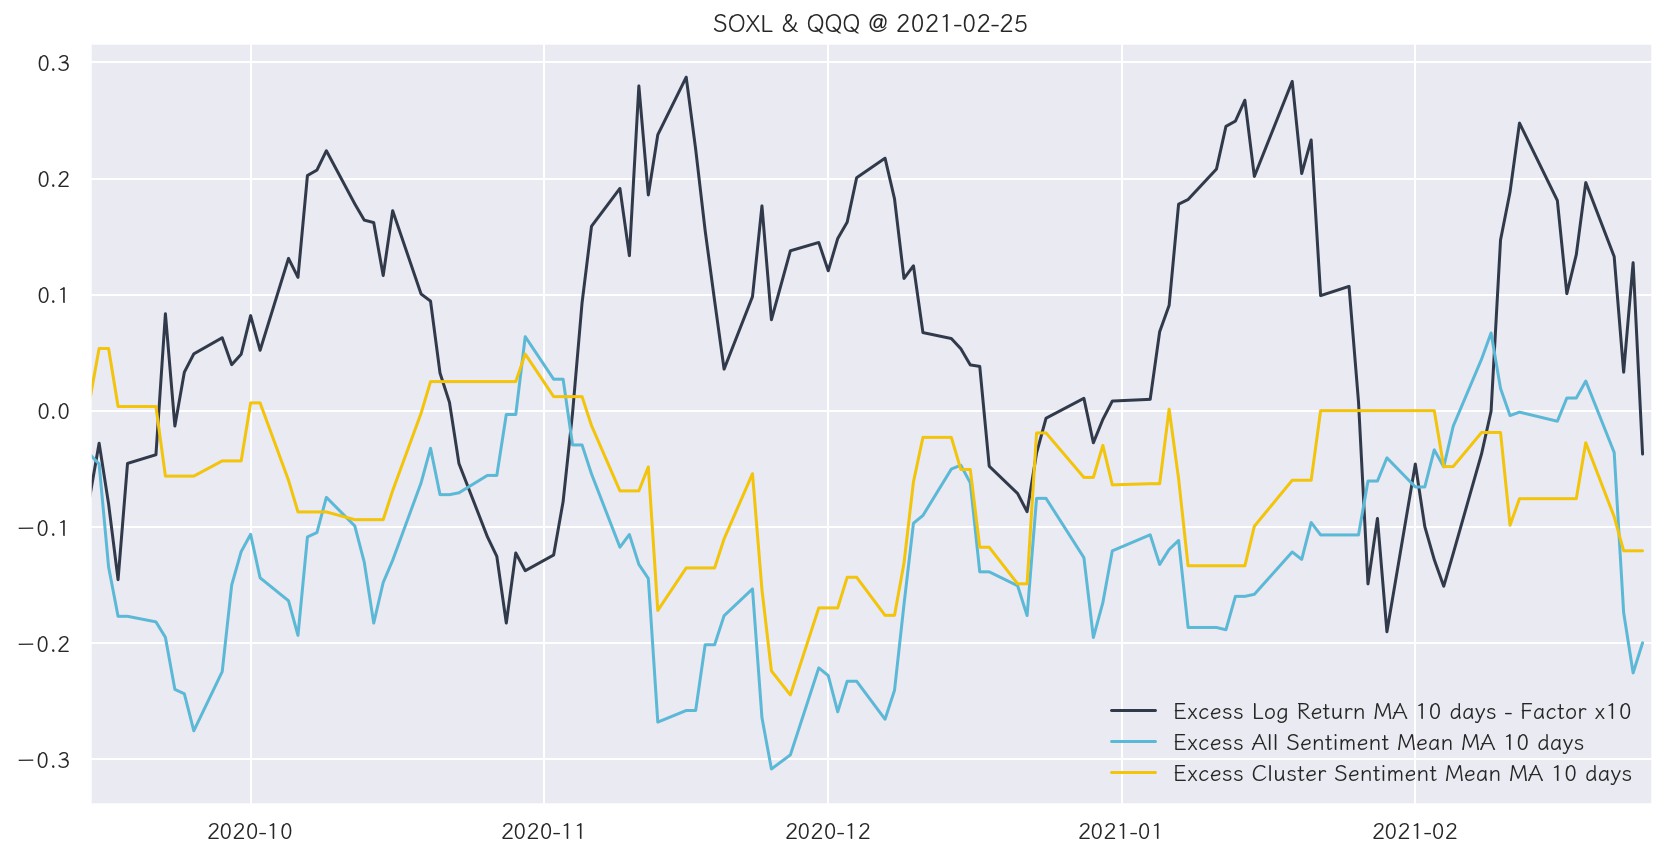 SOXL & QQQ @ 2021-02-25
0.3
0.2
0.1
0.0
−0.1
−0.2
−0.3
Excess Log Return MA 10 days - Factor x10
Excess All Sentiment Mean MA 10 days
Excess Cluster Sentiment Mean MA 10 days
2020-10 2020-11 2020-12 2021-01 2021-02